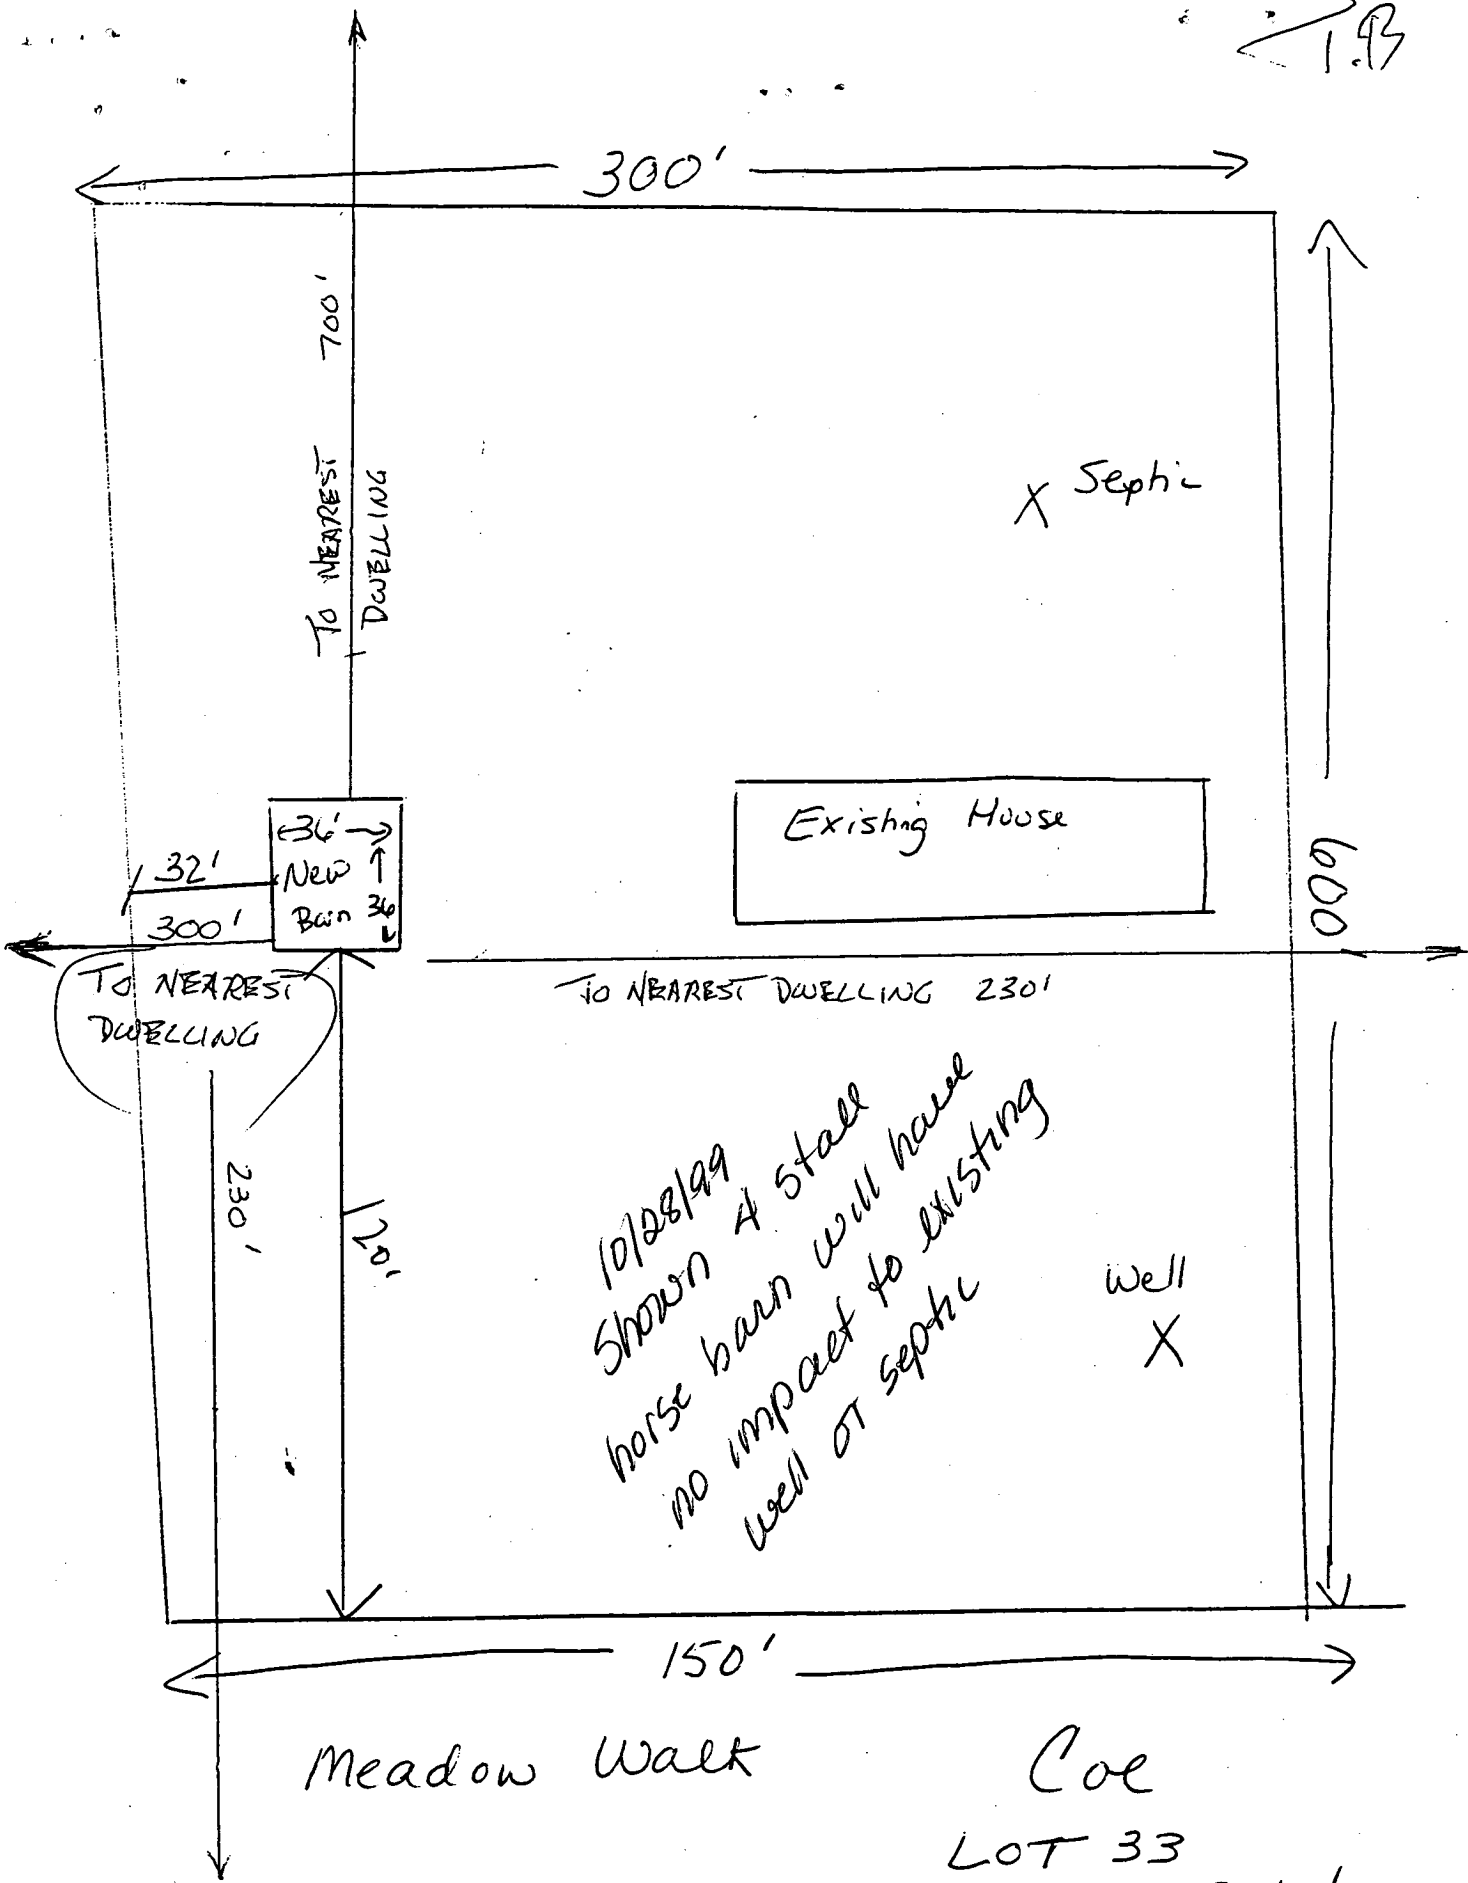 T.B
300'
TO NEAREST 700'
DWELLING
X Septic
36'
New
Barn 36
Existing House
32'
300'
600
TO NEAREST
DWELLING
TO NEAREST DWELLING 230'
230'
120'
10/28/99
Shown 4 stall
horse barn will have
no impact to existing
well or septic
Well
X
150'
Meadow Walk
Coe
LOT 33